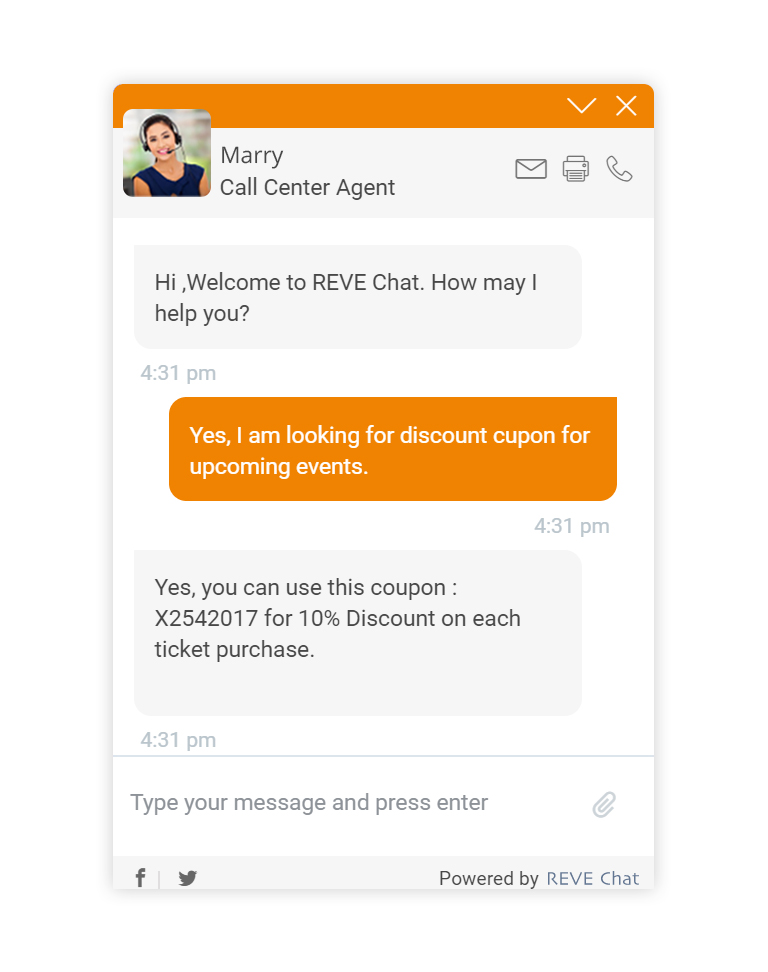 Marry
Call Center Agent
Hi ,Welcome to REVE Chat. How may I
help you?
4:31 pm
Yes, I am looking for discount cupon for
upcoming events.
4:31 pm
Yes, you can use this coupon :
X2542017 for 10% Discount on each
ticket purchase.
4:31 pm
Type your message and press enter
Powered by REVE Chat